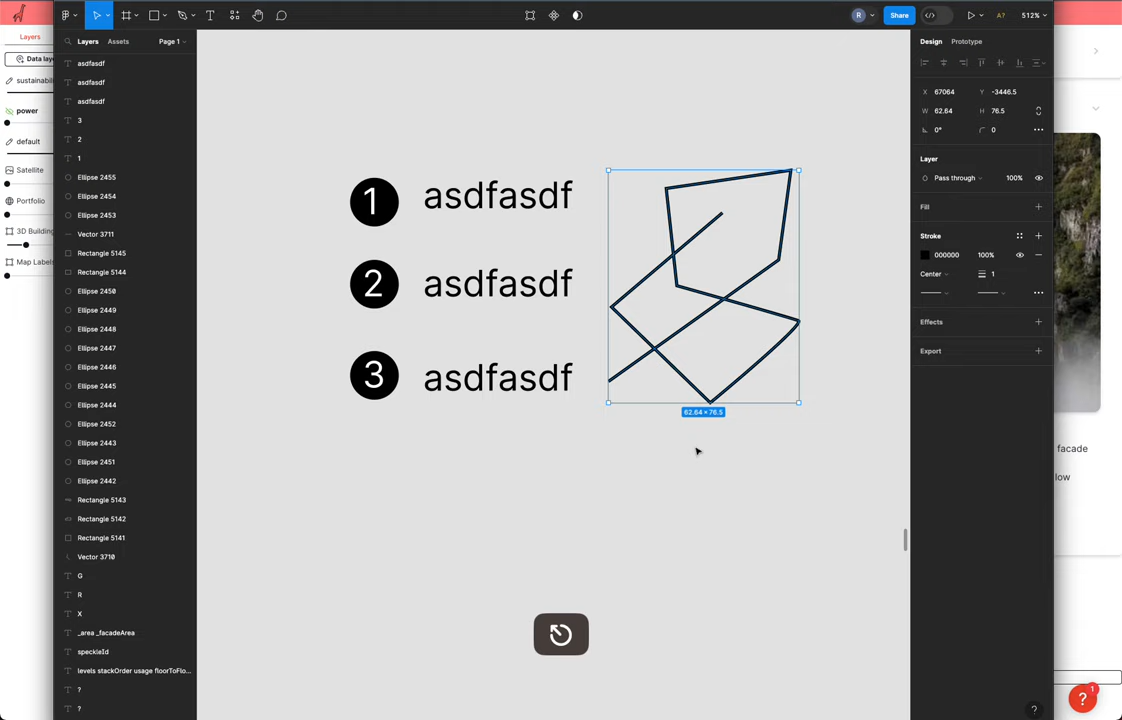 Share
A?
512%
Layers
Layers
Assets
Page 1
Design
Prototype
Data laye
sustainabili
power
default
Satellite
Portfolio
3D Building
Map Labels
asdfasdf
asdfasdf
asdfasdf
3
2
1
Ellipse 2455
Ellipse 2454
Ellipse 2453
Vector 3711
Rectangle 5145
Rectangle 5144
Ellipse 2450
Ellipse 2449
Ellipse 2448
Ellipse 2447
Ellipse 2446
Ellipse 2445
Ellipse 2444
Ellipse 2452
Ellipse 2443
Ellipse 2451
Ellipse 2442
Rectangle 5143
Rectangle 5142
Rectangle 5141
Vector 3710
G
R
X
_area _facadeArea
speckleId
levels stackOrder usage floorToFlo...
?
?
1 asdfasdf
2 asdfasdf
3 asdfasdf
62.64 × 76.5
R
X 67064 Y -3446.5
W 62.64 H 76.5
0° 0
Layer
Pass through 100%
Fill
Stroke
000000 100%
Center 1
Effects
Export
?
facade
low
? 1